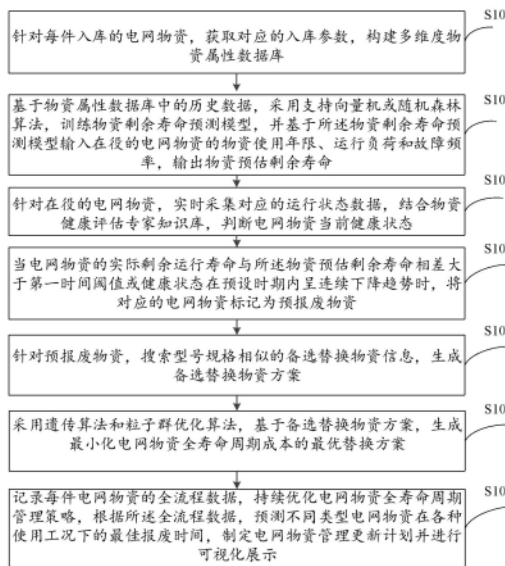 针对每件入库的电网物资，获取对应的入库参数，构建多维度物
资属性数据库
S10
基于物资属性数据库中的历史数据，采用支持向量机或随机森林
算法，训练物资剩余寿命预测模型，并基于所述物资剩余寿命预
测模型输入在役的电网物资的物资使用年限、运行负荷和故障频
率，输出物资预估剩余寿命
S10
针对在役的电网物资，实时采集对应的运行状态数据，结合物资
健康评估专家知识库，判断电网物资当前健康状态
S10
当电网物资的实际剩余运行寿命与所述物资预估剩余寿命相差大
于第一时间阈值或健康状态在预设时期内呈连续下降趋势时，将
对应的电网物资标记为预报废物资
S10
针对预报废物资，搜索型号规格相似的备选替换物资信息，生成
备选替换物资方案
S10
采用遗传算法和粒子群优化算法，基于备选替换物资方案，生成
最小化电网物资全寿命周期成本的最优替换方案
S10
记录每件电网物资的全流程数据，持续优化电网物资全寿命周期
管理策略，根据所述全流程数据，预测不同类型电网物资在各种
使用工况下的最佳报废时间，制定电网物资管理更新计划并进行
可视化展示
S10